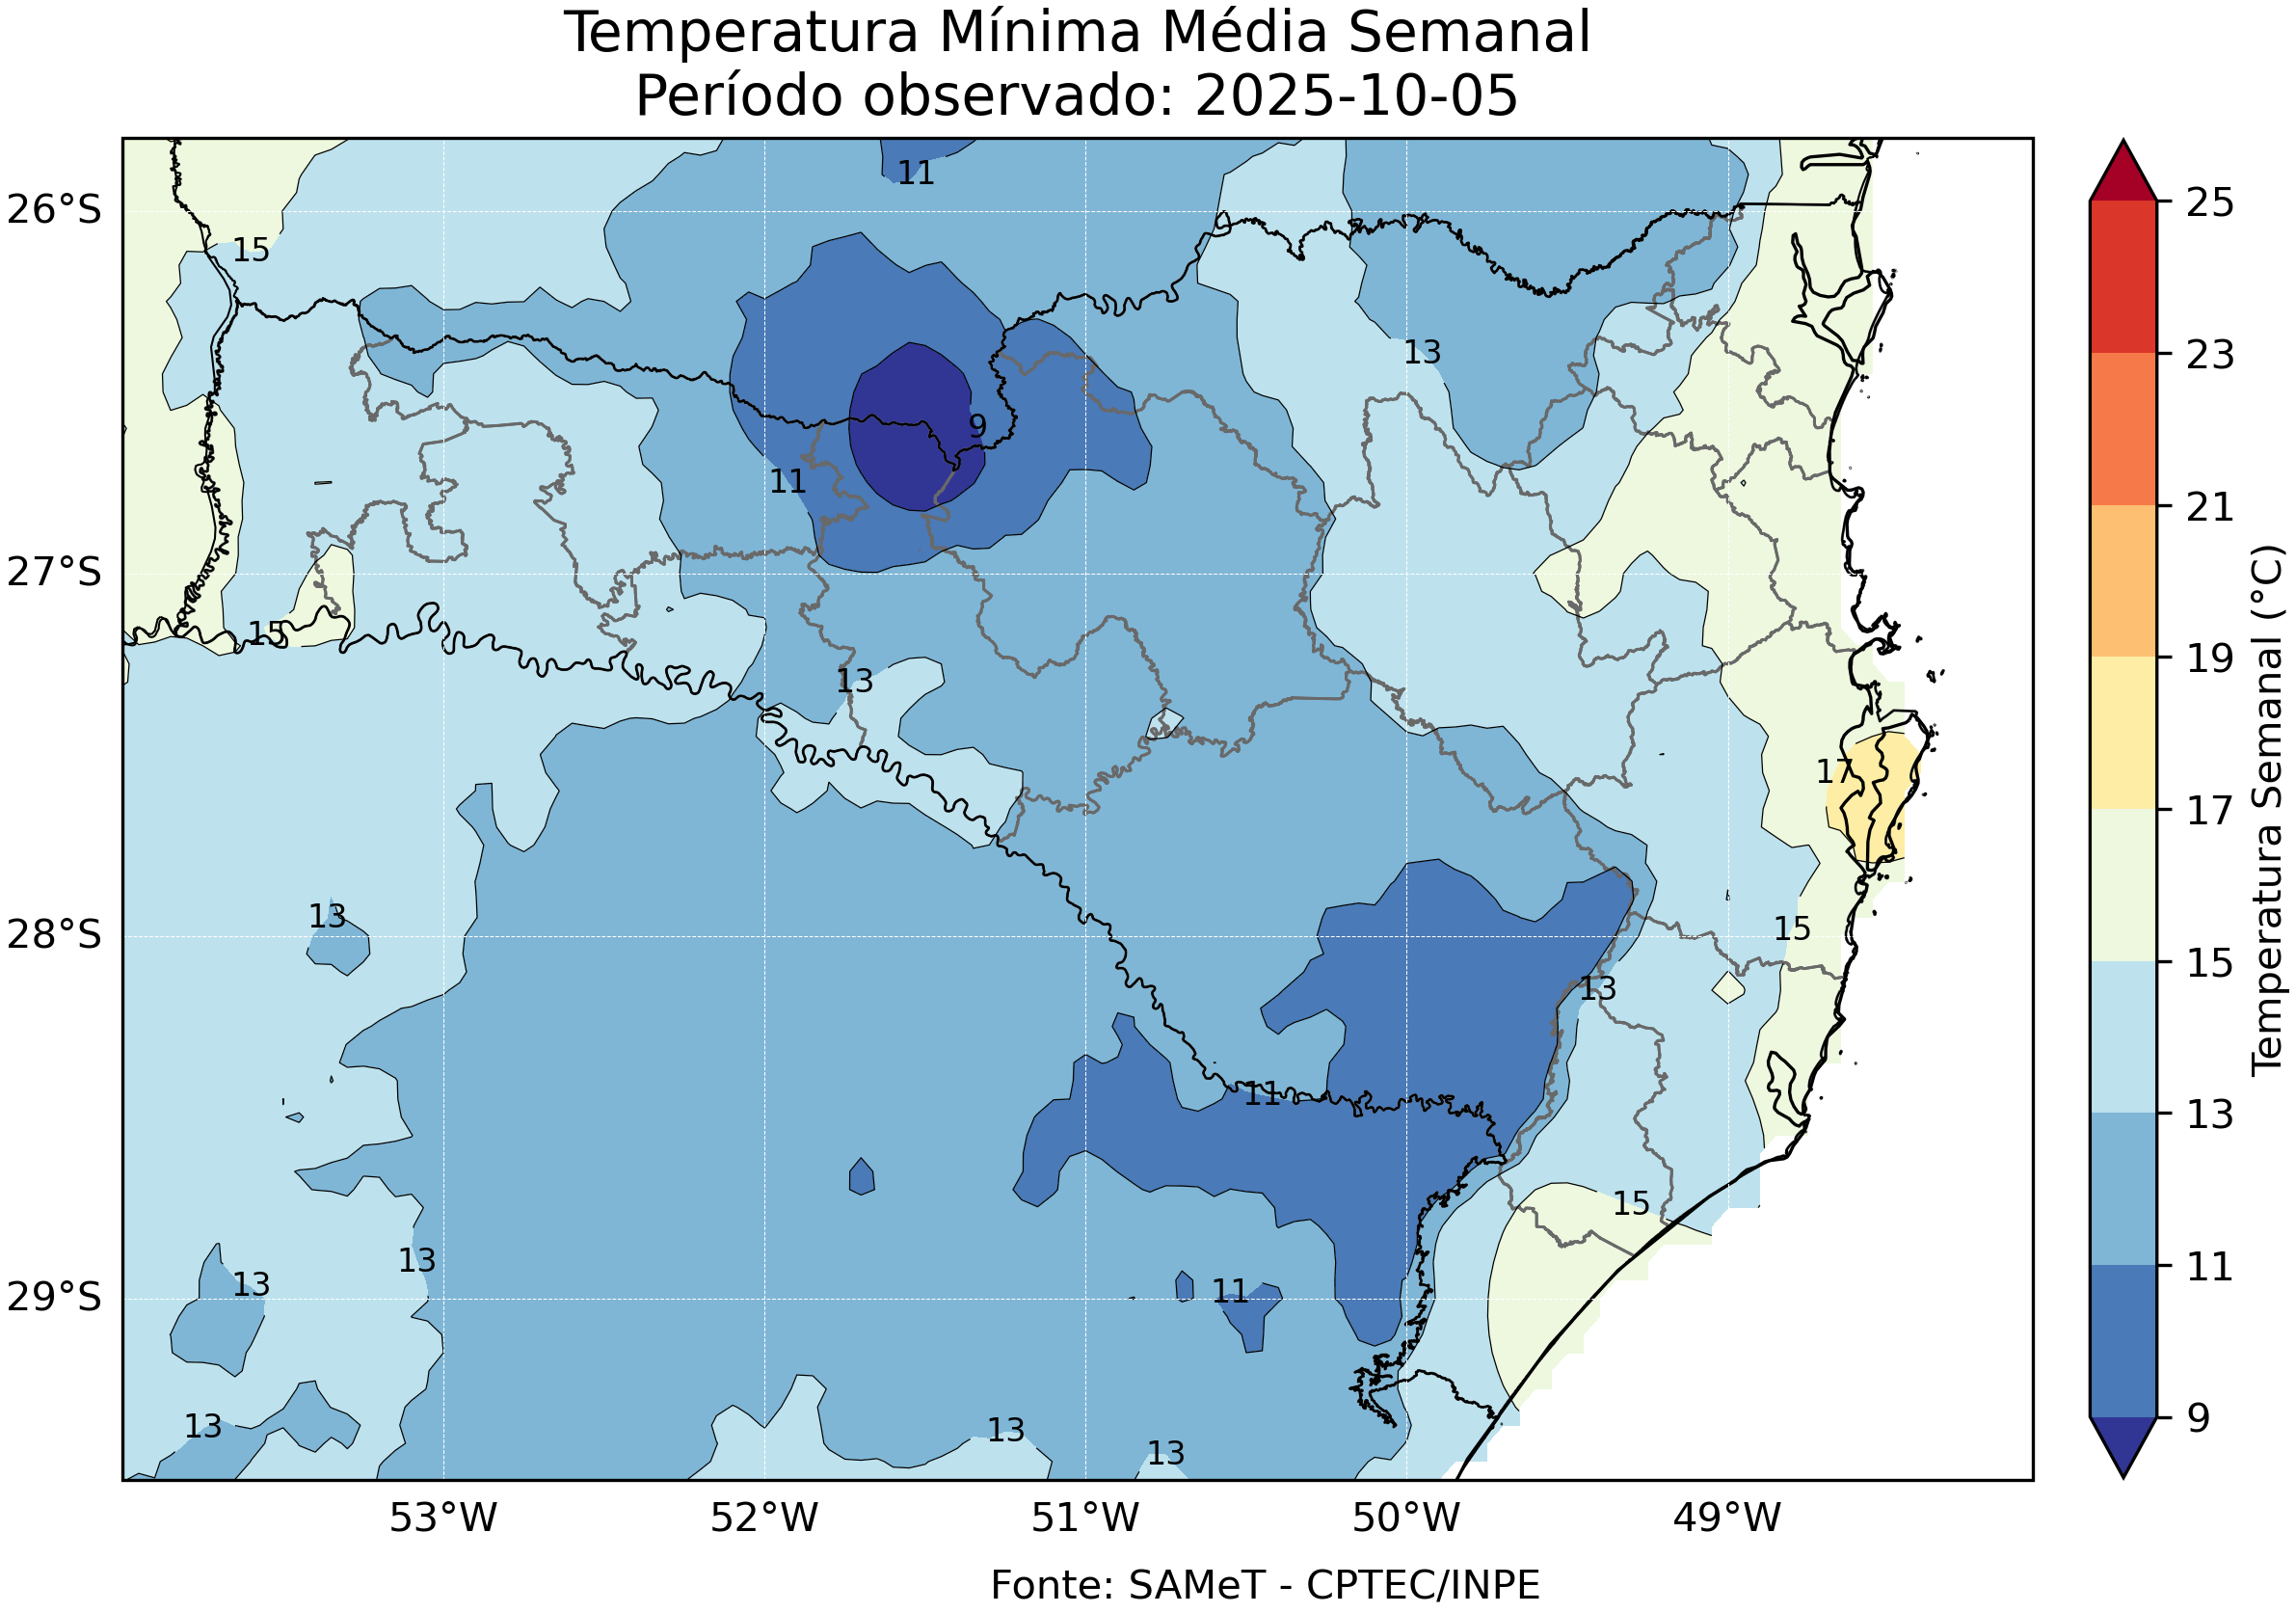 Temperatura Mínima Média Semanal
Período observado: 2025-10-05
26°S
27°S
28°S
29°S
53°W
52°W
51°W
50°W
49°W
11
15
13
9
11
15
13
17
13
15
13
11
15
13
13
11
13
13
13
25
23
21
19
17
15
13
11
9
Temperatura Semanal (°C)
Fonte: SAMeT - CPTEC/INPE